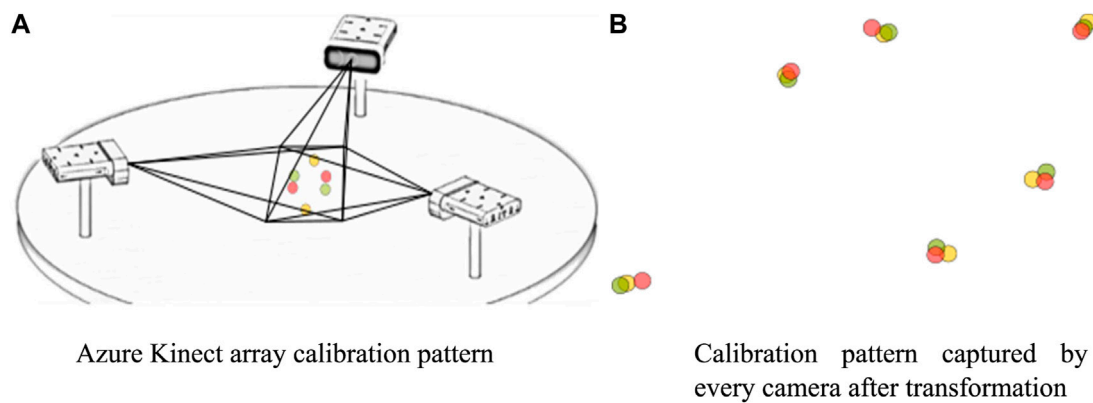 A
B
Azure Kinect array calibration pattern
Calibration pattern captured by
every camera after transformation